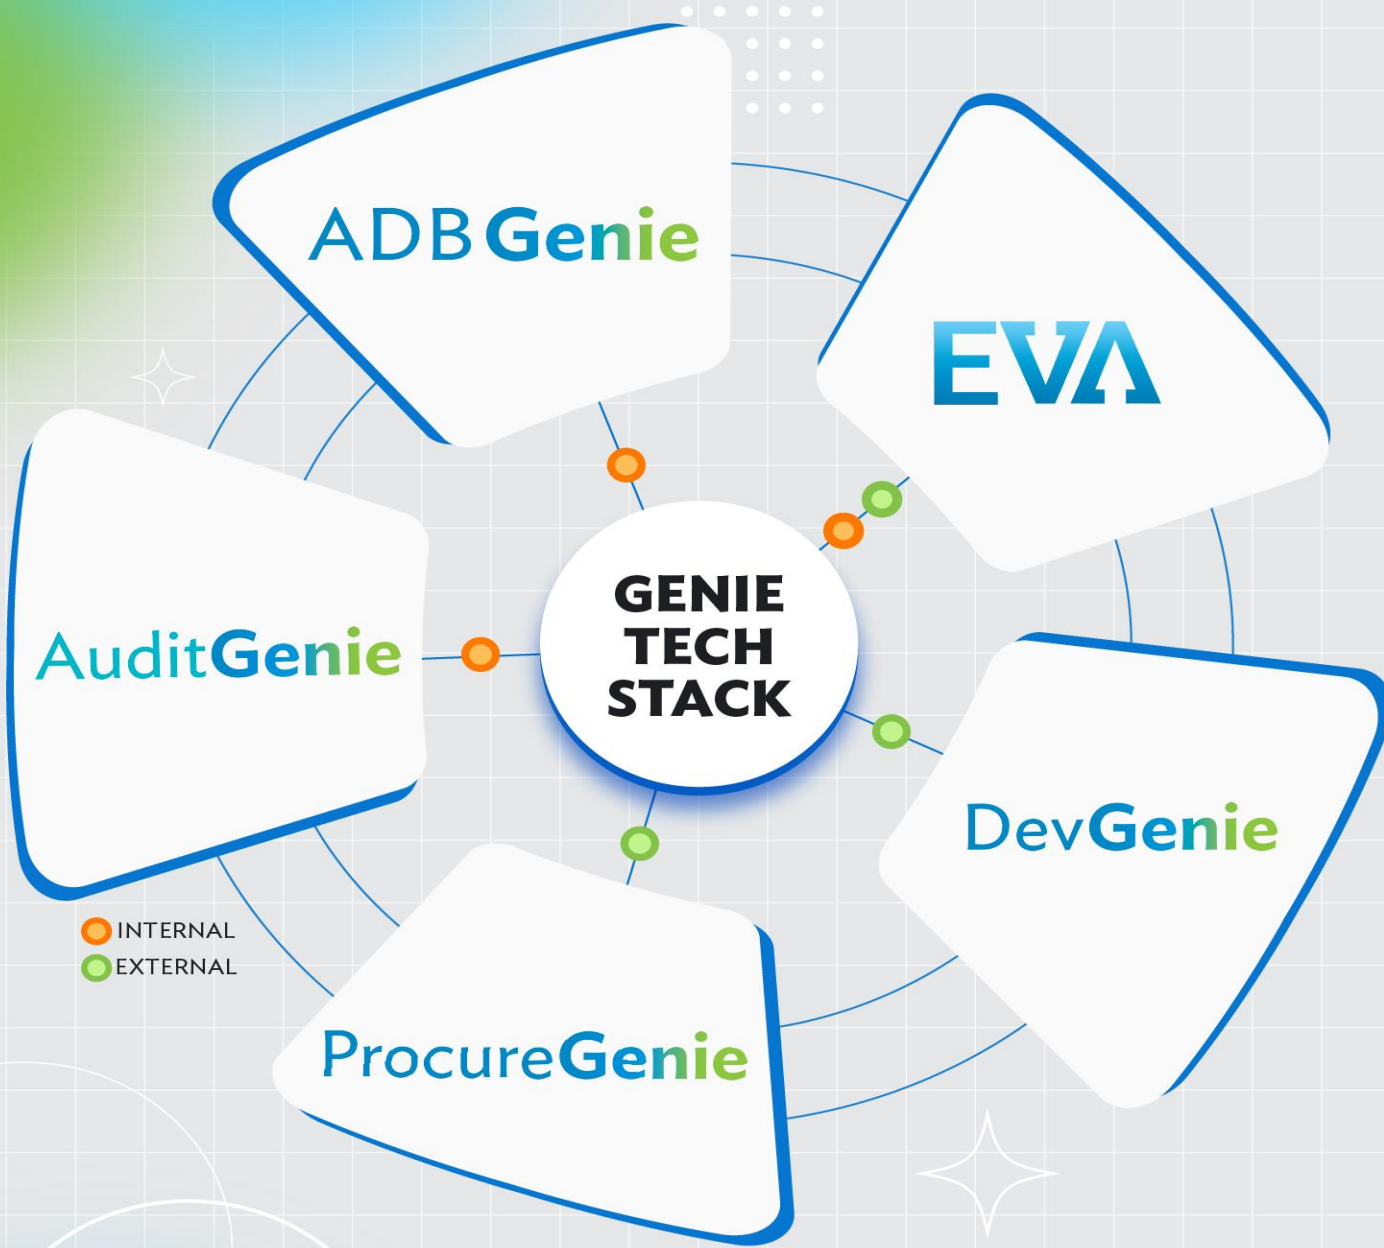 ADB Genie
EVA
GENIE
TECH
STACK
AuditGenie
DevGenie
INTERNAL
EXTERNAL
ProcureGenie